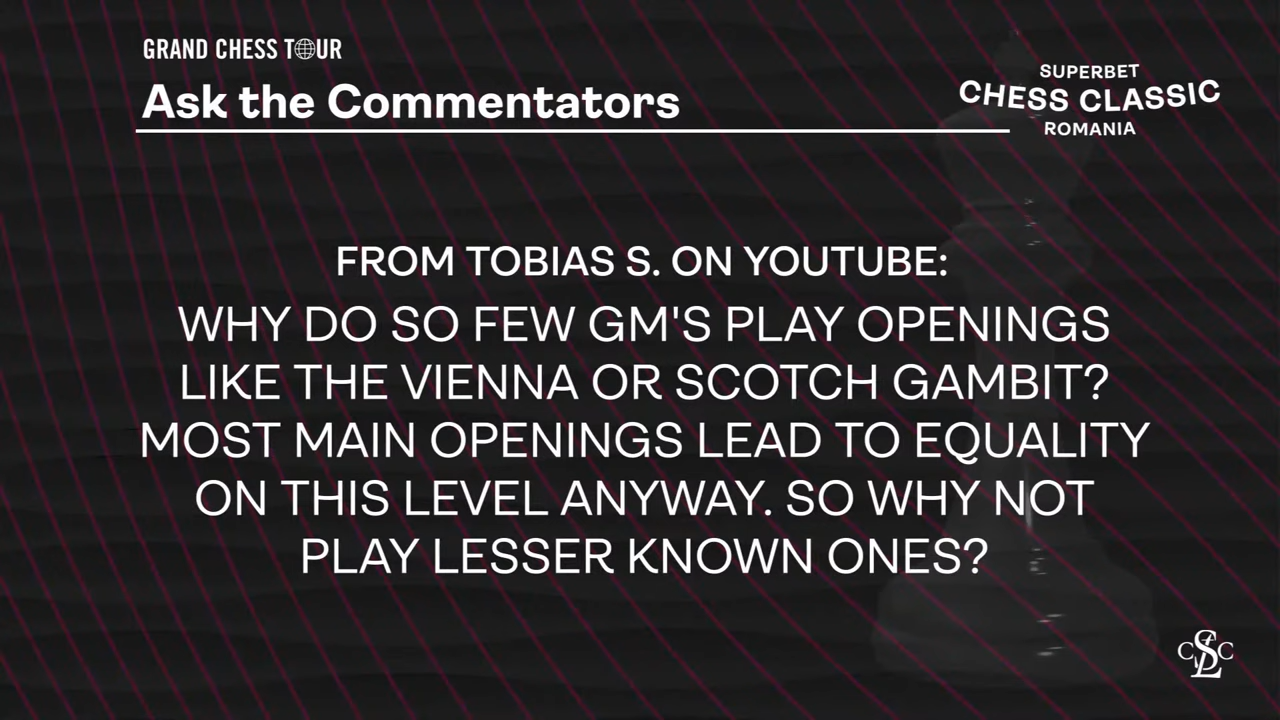 GRAND CHESS TOUR
Ask the Commentators
SUPERBET
CHESS CLASSIC
ROMANIA
FROM TOBIAS S. ON YOUTUBE:
WHY DO SO FEW GM'S PLAY OPENINGS
LIKE THE VIENNA OR SCOTCH GAMBIT?
MOST MAIN OPENINGS LEAD TO EQUALITY
ON THIS LEVEL ANYWAY. SO WHY NOT
PLAY LESSER KNOWN ONES?
CSLC